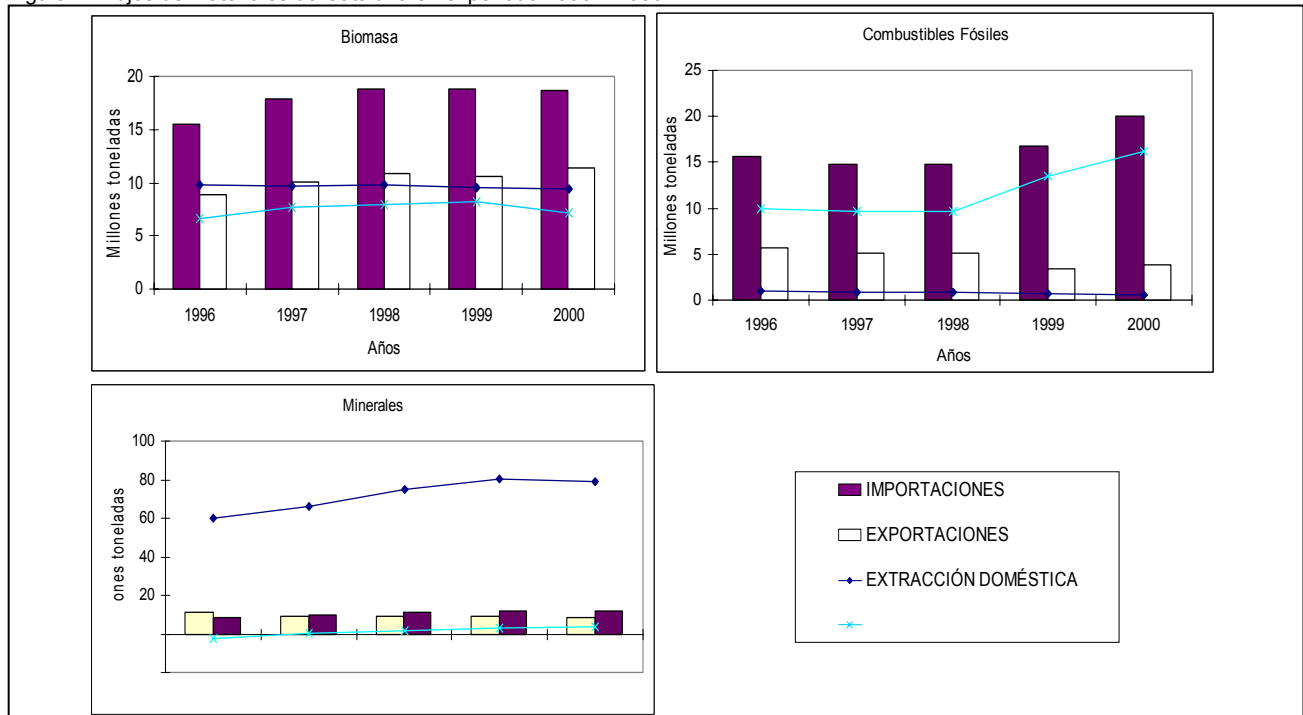 Biomasa
Millones toneladas
20
15
10
5
0
1996 1997 1998 1999 2000
Años
Combustibles Fósiles
Millones toneladas
25
20
15
10
5
0
1996 1997 1998 1999 2000
Años
Minerales
ones toneladas
100
80
60
40
20
IMPORTACIONES
EXPORTACIONES
EXTRACCIÓN DOMÉSTICA